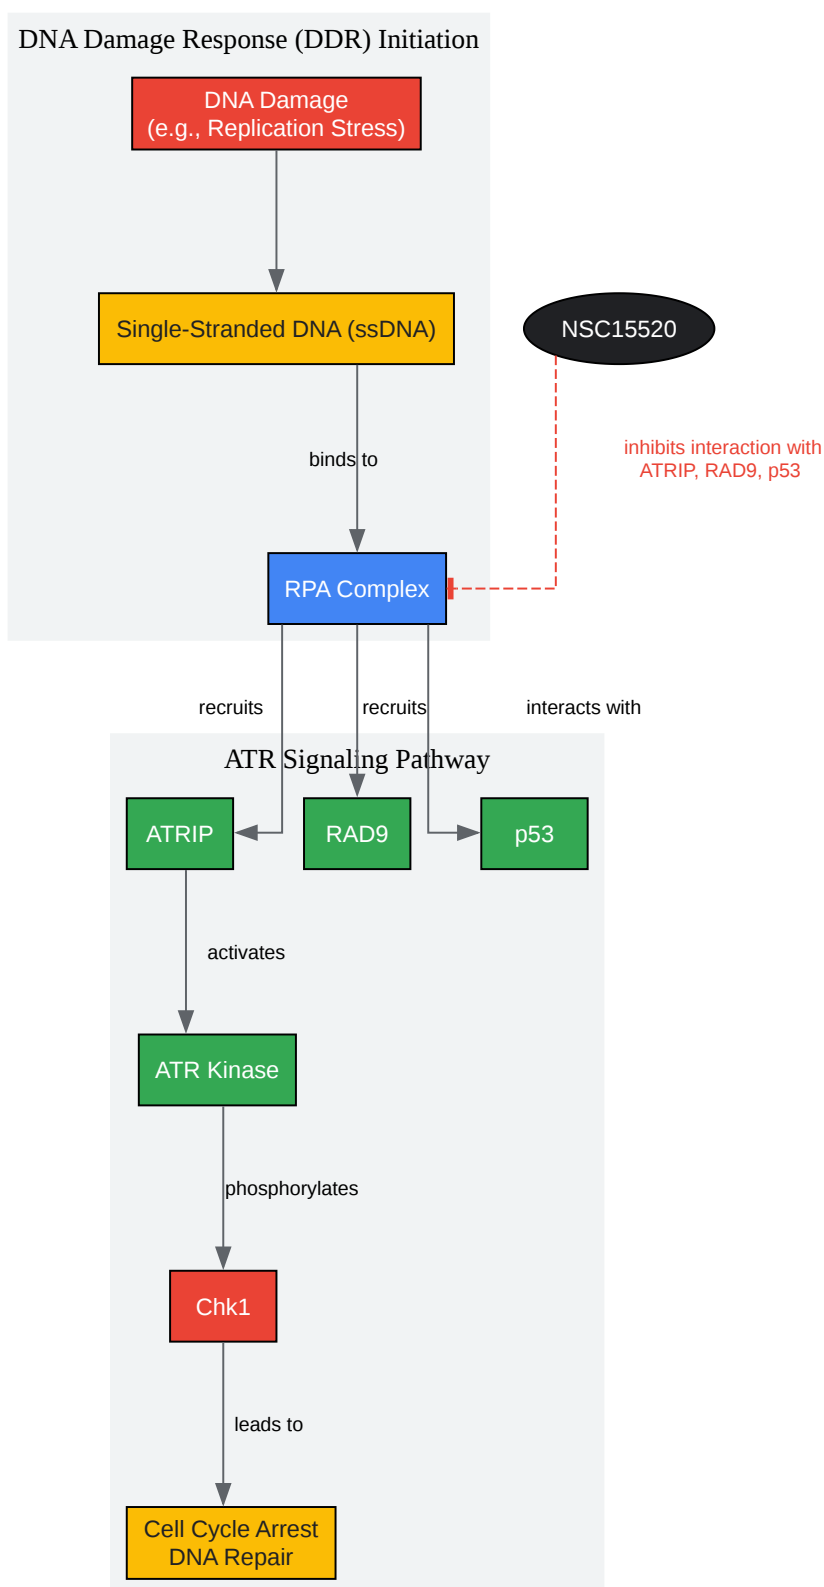 DNA Damage Response (DDR) Initiation
DNA Damage
(e.g., Replication Stress)
Single-Stranded DNA (ssDNA)
NSC15520
inhibits interaction with
ATRIP, RAD9, p53
binds to
RPA Complex
recruits
recruits
interacts with
ATR Signaling Pathway
ATRIP
RAD9
p53
activates
ATR Kinase
phosphorylates
Chk1
leads to
Cell Cycle Arrest
DNA Repair